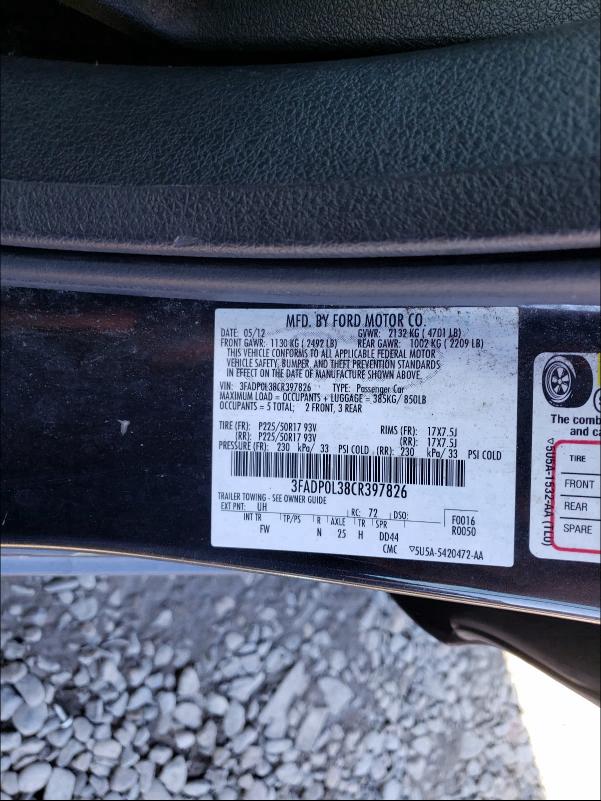 MFD. BY FORD MOTOR CO.
DATE: 05/12 GVWR: 2132 KG ( 4701 LB)
FRONT GAWR: 1130 KG ( 2492 LB) REAR GAWR: 1002 KG ( 2209 LB)
THIS VEHICLE CONFORMS TO ALL APPLICABLE FEDERAL MOTOR
VEHICLE SAFETY, BUMPER, AND THEFT PREVENTION STANDARDS
IN EFFECT ON THE DATE OF MANUFACTURE SHOWN ABOVE.
VIN: 3FADP0L38CR397826 TYPE: Passenger Car
MAXIMUM LOAD = OCCUPANTS + LUGGAGE = 385KG/ 850LB
OCCUPANTS = 5 TOTAL; 2 FRONT, 3 REAR
TIRE (FR): P225/50R17 93V RIMS (FR): 17X7.5J
(RR): P225/50R17 93V (RR): 17X7.5J
PRESSURE (FR): 230 kPa/ 33 PSI COLD (RR): 230 kPa/ 33 PSI COLD
3FADP0L38CR397826
TRAILER TOWING - SEE OWNER GUIDE
EXT PNT: UH RC: 72 DSO: F0016
INT TR TP/PS R AXLE TR SPR R0050
FW N 25 H DD44
CMC ▽5U5A-5420472-AA
The comb
and ca
TIRE
FRONT
REAR
SPARE
▽5U5A-1532-AA (TLU)